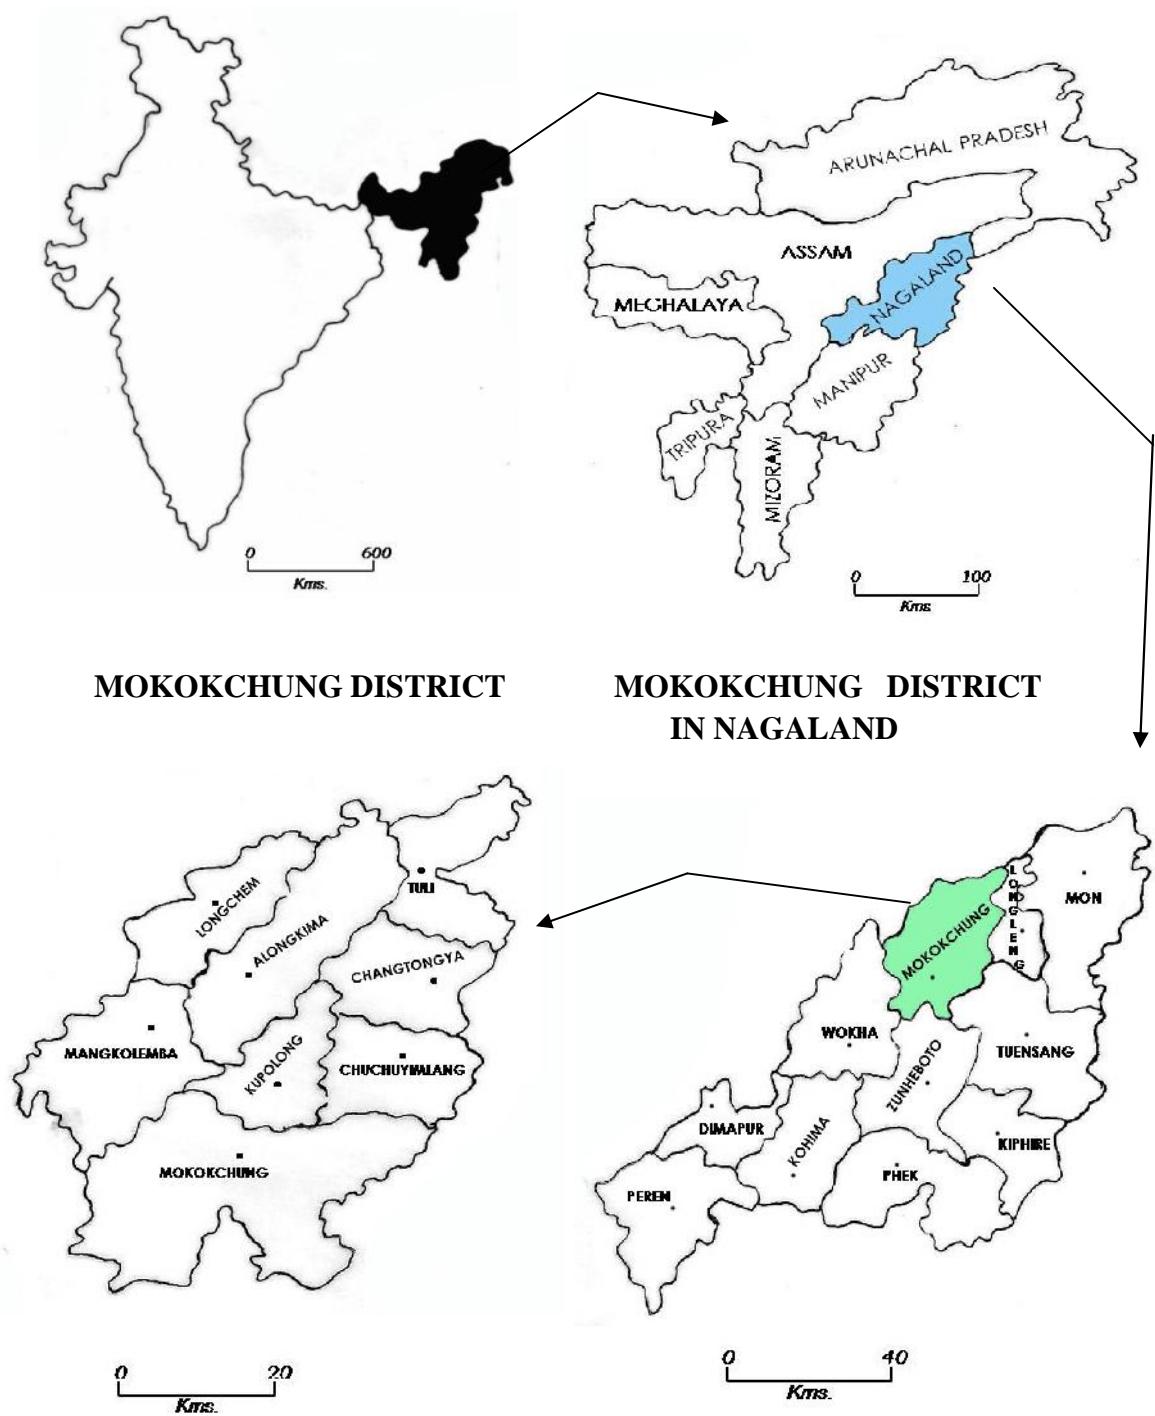 ARUNACHAL PRADESH
ASSAM
NAGALAND
MEGHALAYA
MANIPUR
TRIPURA
MIZORAM
0 600
Kms.
0 100
Kms
MOKOKCHUNG DISTRICT
MOKOKCHUNG DISTRICT
IN NAGALAND
TULI
LONGCHEM
ALONGKIMA
CHANGTONGYA
MANGKOLEMBA
KUPOLONG
CHUCHUYIMLANG
MOKOKCHUNG
0 20
Kms.
LONGLENG
MON
MOKOKCHUNG
WOKHA
TUENSANG
ZUNHEBOTO
DIMAPUR
KOHIMA
KIPHIRE
PHEK
PEREN
0 40
Kms.